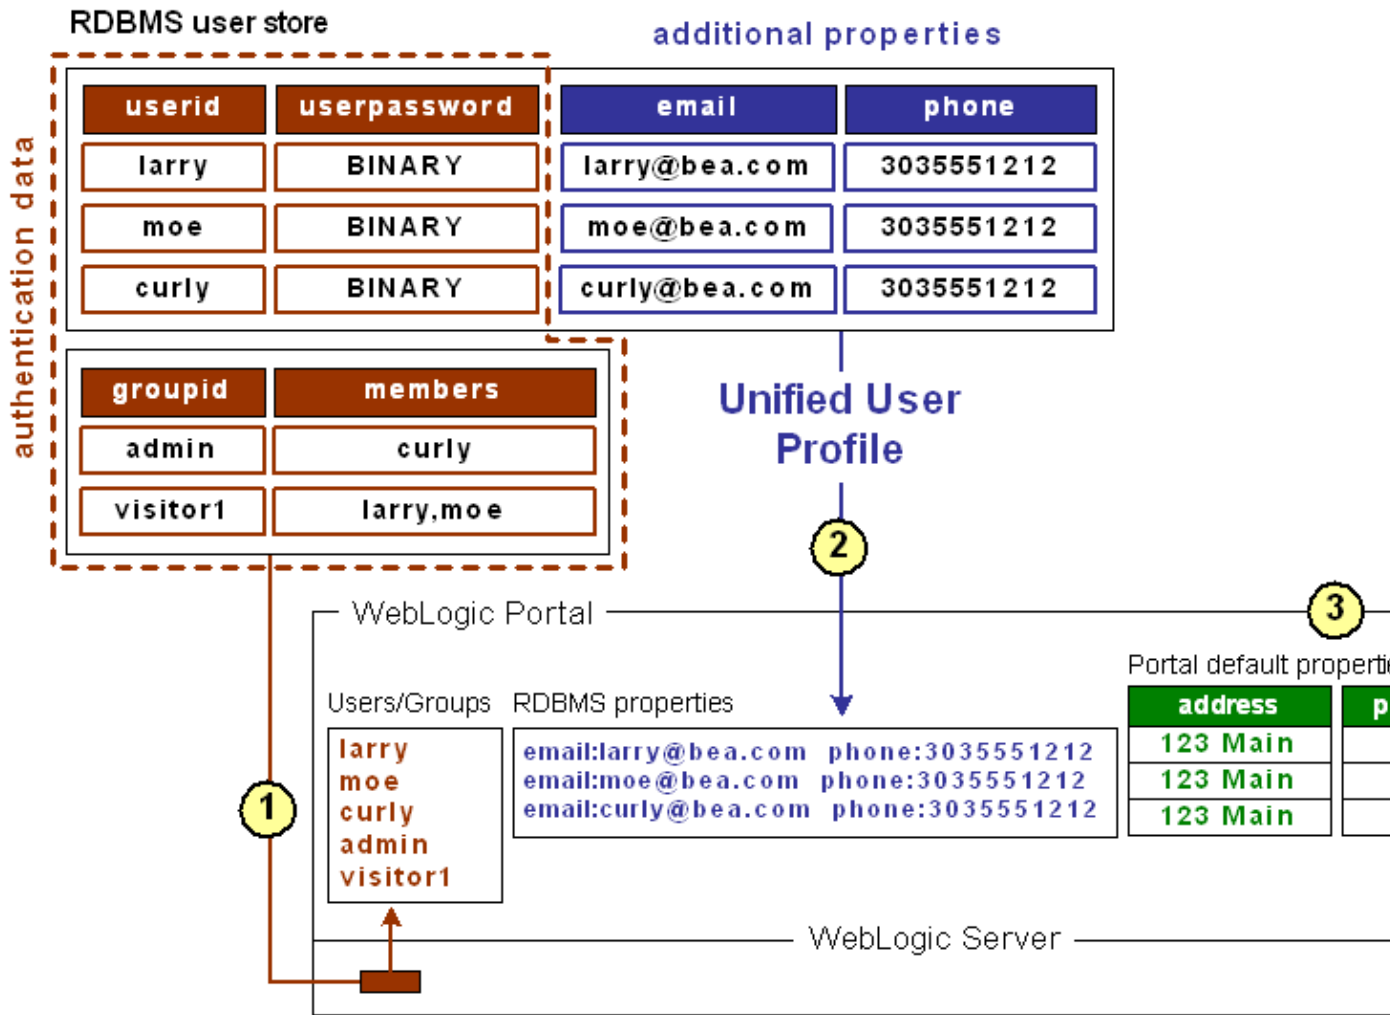 RDBMS user store
additional properties
authentication data
userid userpassword email phone
larry BINARY larry@bea.com 3035551212
moe BINARY moe@bea.com 3035551212
curly BINARY curly@bea.com 3035551212
groupid members
admin curly
visitor1 larry,moe
Unified User
Profile
2
WebLogic Portal
3
Portal default
Users/Groups RDBMS properties
address
larry
moe
curly
admin
visitor1
email:larry@bea.com phone:3035551212
email:moe@bea.com phone:3035551212
email:curly@bea.com phone:3035551212
123 Main
123 Main
123 Main
1
WebLogic Server